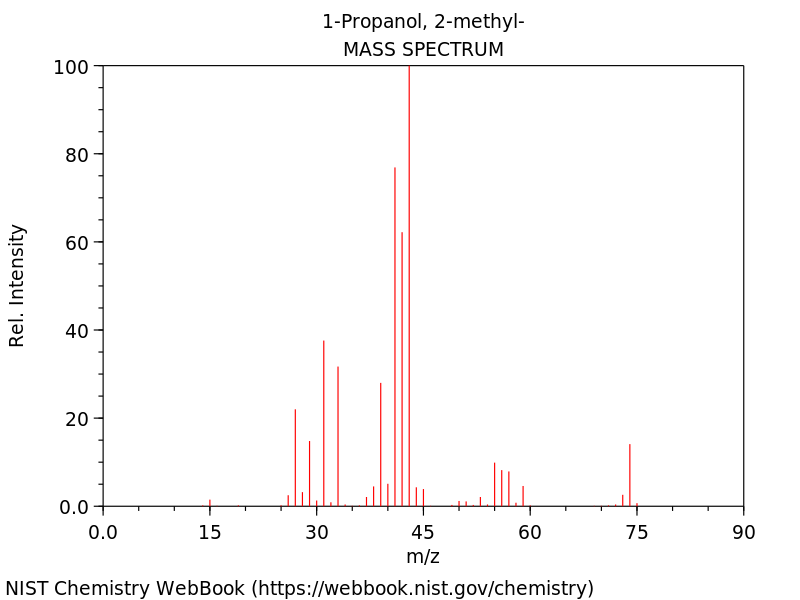 1-Propanol, 2-methyl-
MASS SPECTRUM
100
80
60
40
20
0.0
Rel. Intensity
0.0 15 30 45 60 75 90
m/z
NIST Chemistry WebBook (https://webbook.nist.gov/chemistry)